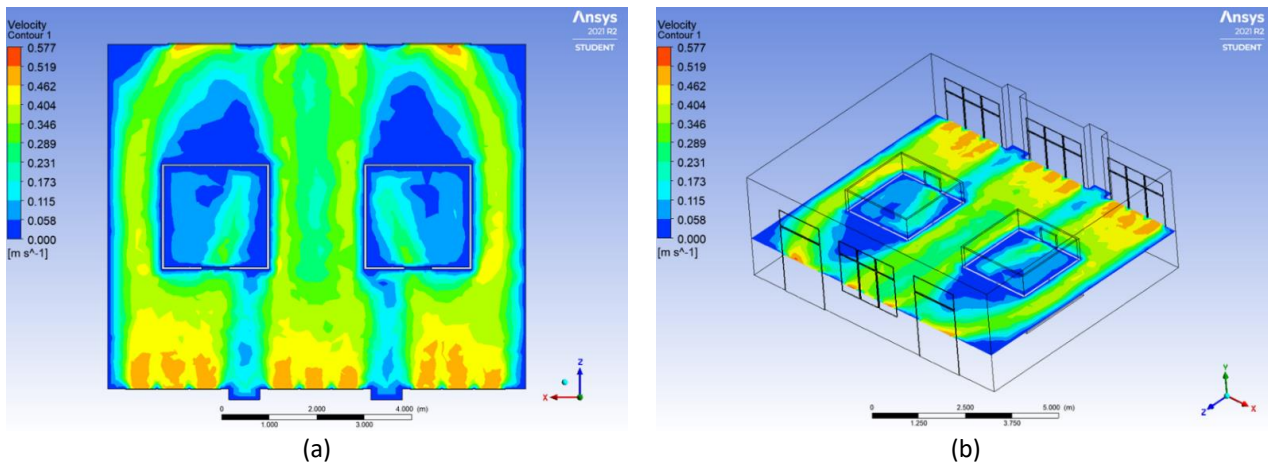 Velocity
Contour 1
0.577
0.519
0.462
0.404
0.346
0.289
0.231
0.173
0.115
0.058
0.000
[m s^-1]
Ansys
2021 R2
STUDENT
Z
X
0
2.000
4.000
(m)
1.000
3.000
(a)
Velocity
Contour 1
0.577
0.519
0.462
0.404
0.346
0.289
0.231
0.173
0.115
0.058
0.000
[m s^-1]
Ansys
2021 R2
STUDENT
Y
Z
X
0
2.500
5.000
(m)
1.250
3.750
(b)